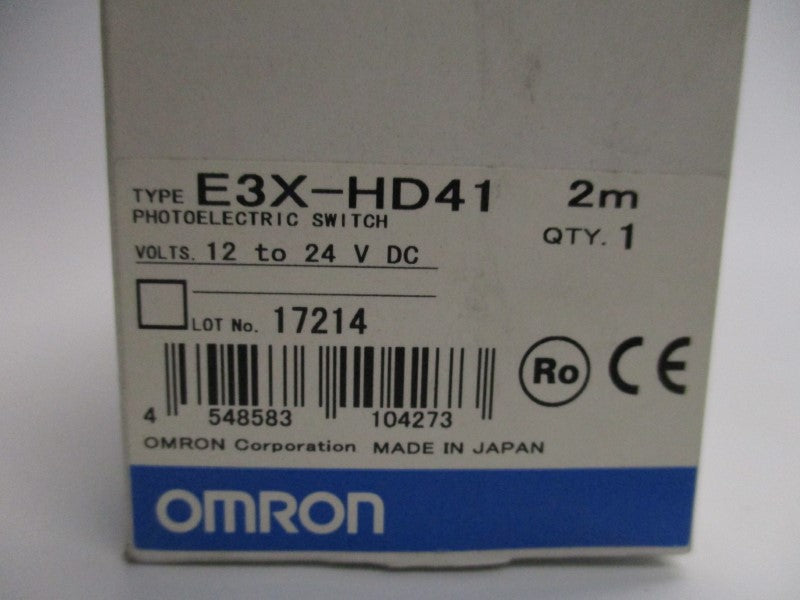 TYPE E3X-HD41 2m
PHOTOELECTRIC SWITCH
QTY. 1
VOLTS. 12 to 24 V DC
LOT No. 17214
Ro CE
4 548583 104273
OMRON Corporation MADE IN JAPAN
OMRON